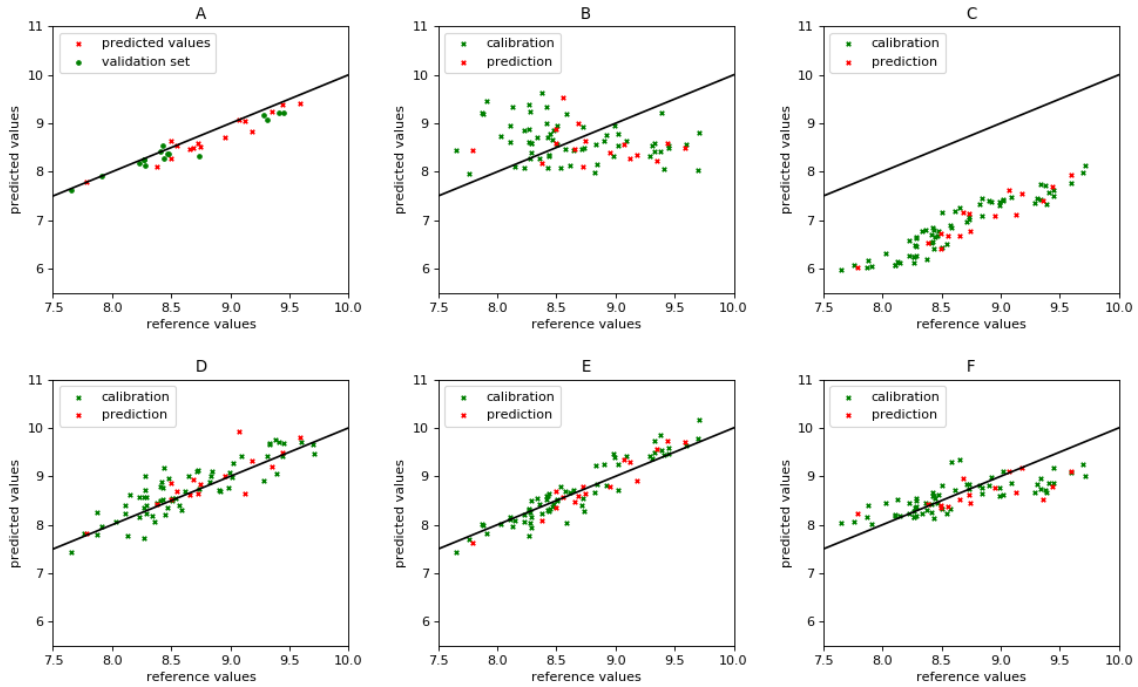 A
predicted values
validation set
predicted values
11
10
9
8
7
6
7.5 8.0 8.5 9.0 9.5 10.0
reference values
B
calibration
prediction
predicted values
11
10
9
8
7
6
7.5 8.0 8.5 9.0 9.5 10.0
reference values
C
calibration
prediction
predicted values
11
10
9
8
7
6
7.5 8.0 8.5 9.0 9.5 10.0
reference values
D
calibration
prediction
predicted values
11
10
9
8
7
6
7.5 8.0 8.5 9.0 9.5 10.0
reference values
E
calibration
prediction
predicted values
11
10
9
8
7
6
7.5 8.0 8.5 9.0 9.5 10.0
reference values
F
calibration
prediction
predicted values
11
10
9
8
7
6
7.5 8.0 8.5 9.0 9.5 10.0
reference values